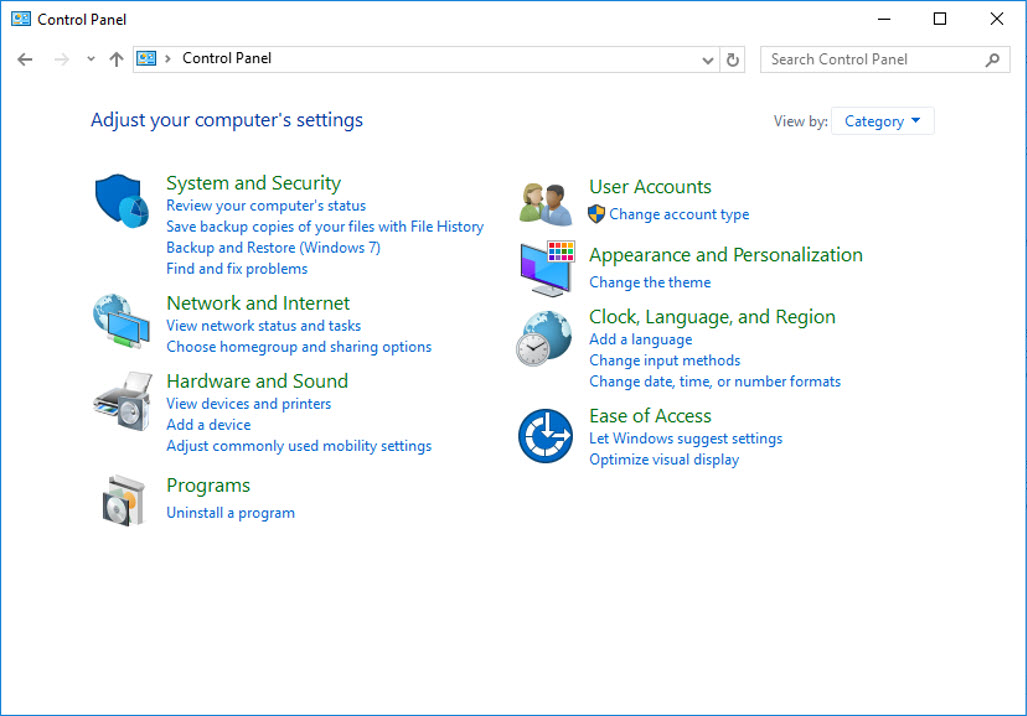 Control Panel
Control Panel
Search Control Panel
Adjust your computer's settings
View by: Category
System and Security
Review your computer's status
Save backup copies of your files with File History
Backup and Restore (Windows 7)
Find and fix problems
Network and Internet
View network status and tasks
Choose homegroup and sharing options
Hardware and Sound
View devices and printers
Add a device
Adjust commonly used mobility settings
Programs
Uninstall a program
User Accounts
Change account type
Appearance and Personalization
Change the theme
Clock, Language, and Region
Add a language
Change input methods
Change date, time, or number formats
Ease of Access
Let Windows suggest settings
Optimize visual display